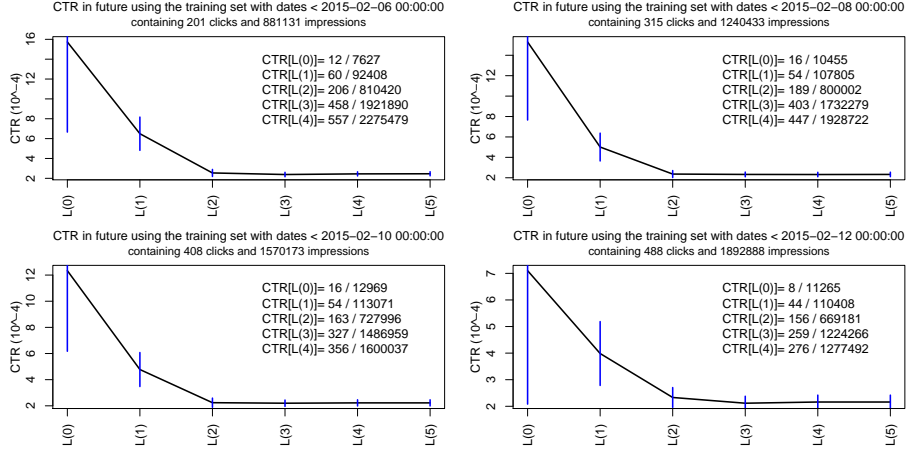 CTR in future using the training set with dates < 2015−02−06 00:00:00
containing 201 clicks and 881131 impressions
CTR (10^−4)
16
12
8
6
4
2
CTR[L(0)]= 12 / 7627
CTR[L(1)]= 60 / 92408
CTR[L(2)]= 206 / 810420
CTR[L(3)]= 458 / 1921890
CTR[L(4)]= 557 / 2275479
L(0)
L(1)
L(2)
L(3)
L(4)
L(5)
CTR in future using the training set with dates < 2015−02−08 00:00:00
containing 315 clicks and 1240433 impressions
CTR (10^−4)
12
8
6
4
2
CTR[L(0)]= 16 / 10455
CTR[L(1)]= 54 / 107805
CTR[L(2)]= 189 / 800002
CTR[L(3)]= 403 / 1732279
CTR[L(4)]= 447 / 1928722
L(0)
L(1)
L(2)
L(3)
L(4)
L(5)
CTR in future using the training set with dates < 2015−02−10 00:00:00
containing 408 clicks and 1570173 impressions
CTR (10^−4)
12
10
8
6
4
2
CTR[L(0)]= 16 / 12969
CTR[L(1)]= 54 / 113071
CTR[L(2)]= 163 / 727996
CTR[L(3)]= 327 / 1486959
CTR[L(4)]= 356 / 1600037
L(0)
L(1)
L(2)
L(3)
L(4)
L(5)
CTR in future using the training set with dates < 2015−02−12 00:00:00
containing 488 clicks and 1892888 impressions
CTR (10^−4)
7
6
5
4
3
2
CTR[L(0)]= 8 / 11265
CTR[L(1)]= 44 / 110408
CTR[L(2)]= 156 / 669181
CTR[L(3)]= 259 / 1224266
CTR[L(4)]= 276 / 1277492
L(0)
L(1)
L(2)
L(3)
L(4)
L(5)